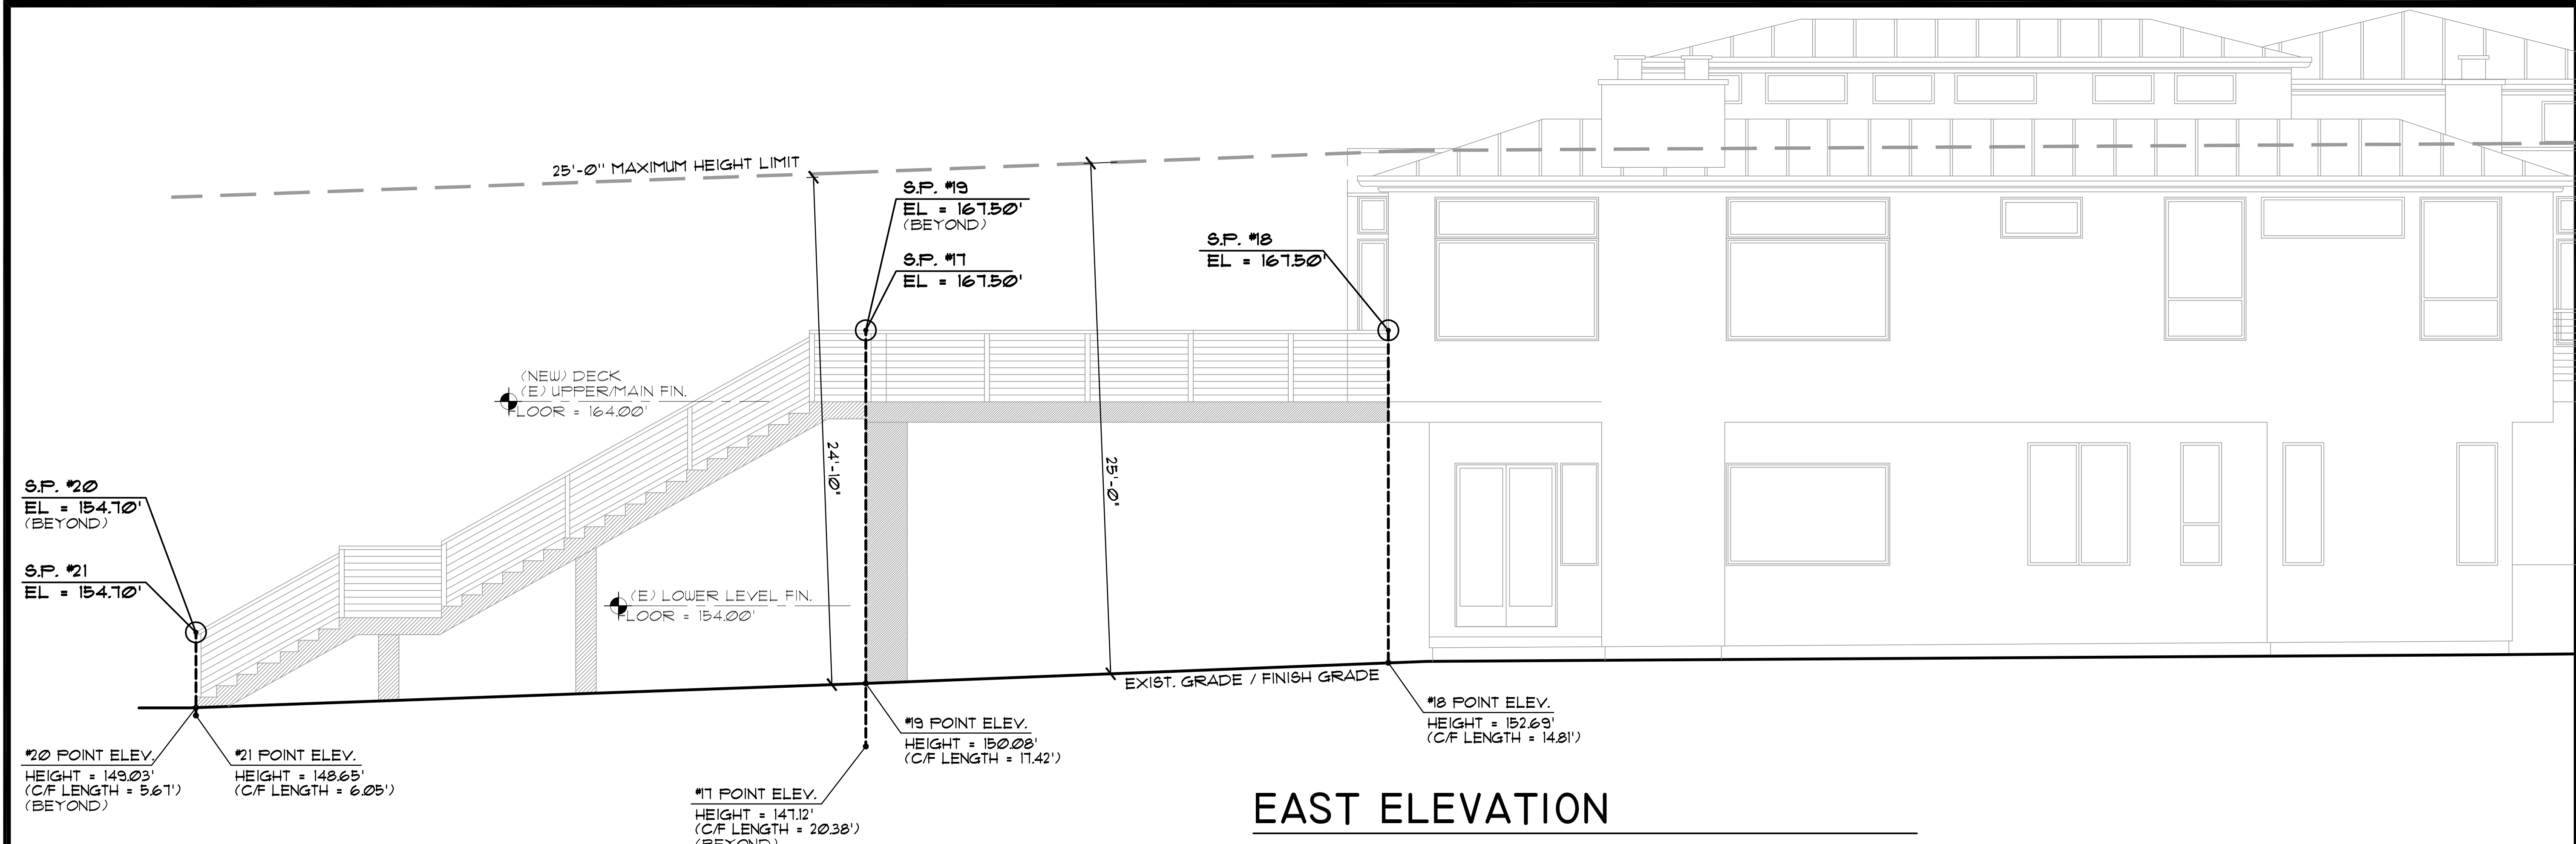 25'-0'' MAXIMUM HEIGHT LIMIT
S.P. #19
EL = 167.50'
(BEYOND)
S.P. #17
EL = 167.50'
S.P. #18
EL = 167.50'
(NEW) DECK
(E) UPPER/MAIN FIN.
FLOOR = 164.00'
24'-10"
25'-0"
S.P. #20
EL = 154.70'
(BEYOND)
S.P. #21
EL = 154.70'
(E) LOWER LEVEL FIN.
FLOOR = 154.00'
EXIST. GRADE / FINISH GRADE
#20 POINT ELEV.
HEIGHT = 149.03'
(C/F LENGTH = 5.67')
(BEYOND)
#21 POINT ELEV.
HEIGHT = 148.65'
(C/F LENGTH = 6.05')
#17 POINT ELEV.
HEIGHT = 147.12'
(C/F LENGTH = 20.38')
(BEYOND)
#19 POINT ELEV.
HEIGHT = 150.08'
(C/F LENGTH = 17.42')
#18 POINT ELEV.
HEIGHT = 152.69'
(C/F LENGTH = 14.81')
EAST ELEVATION